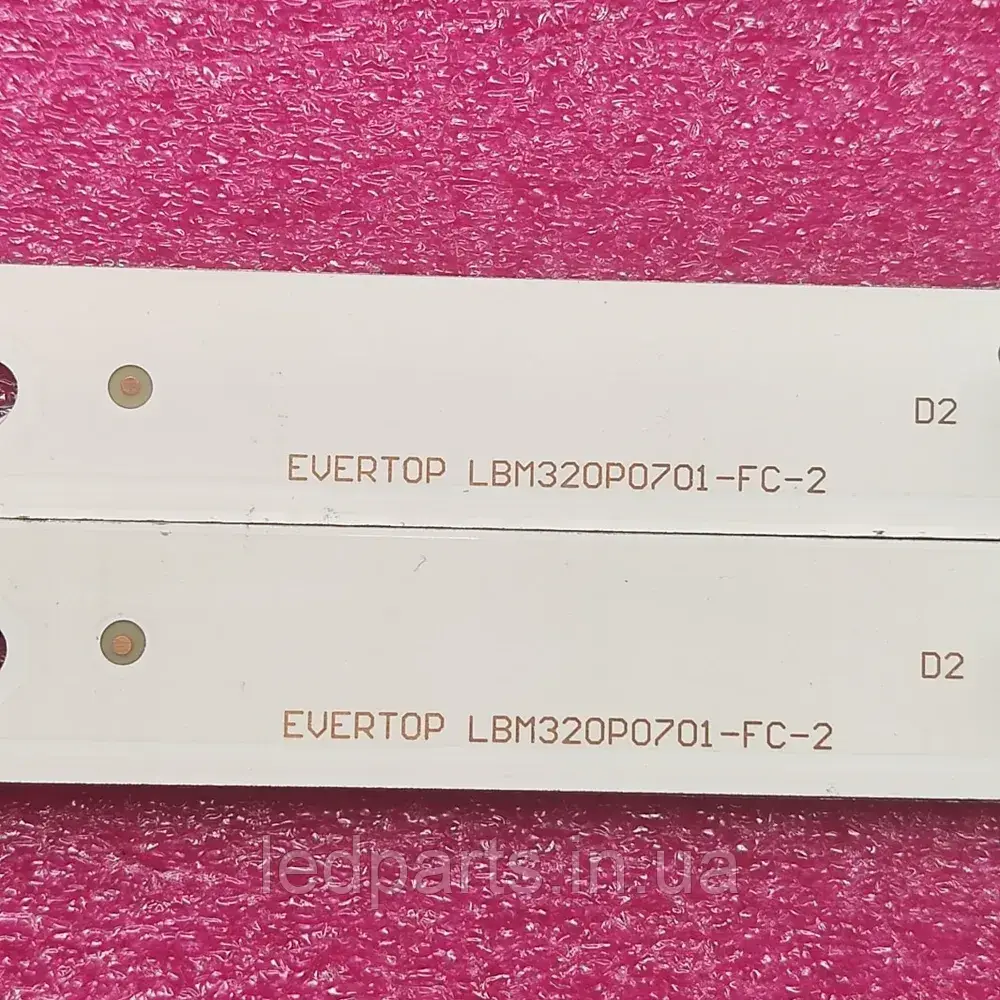 D2
EVERTOP LBM320P0701-FC-2
D2
EVERTOP LBM320P0701-FC-2
ledparts.in.ua